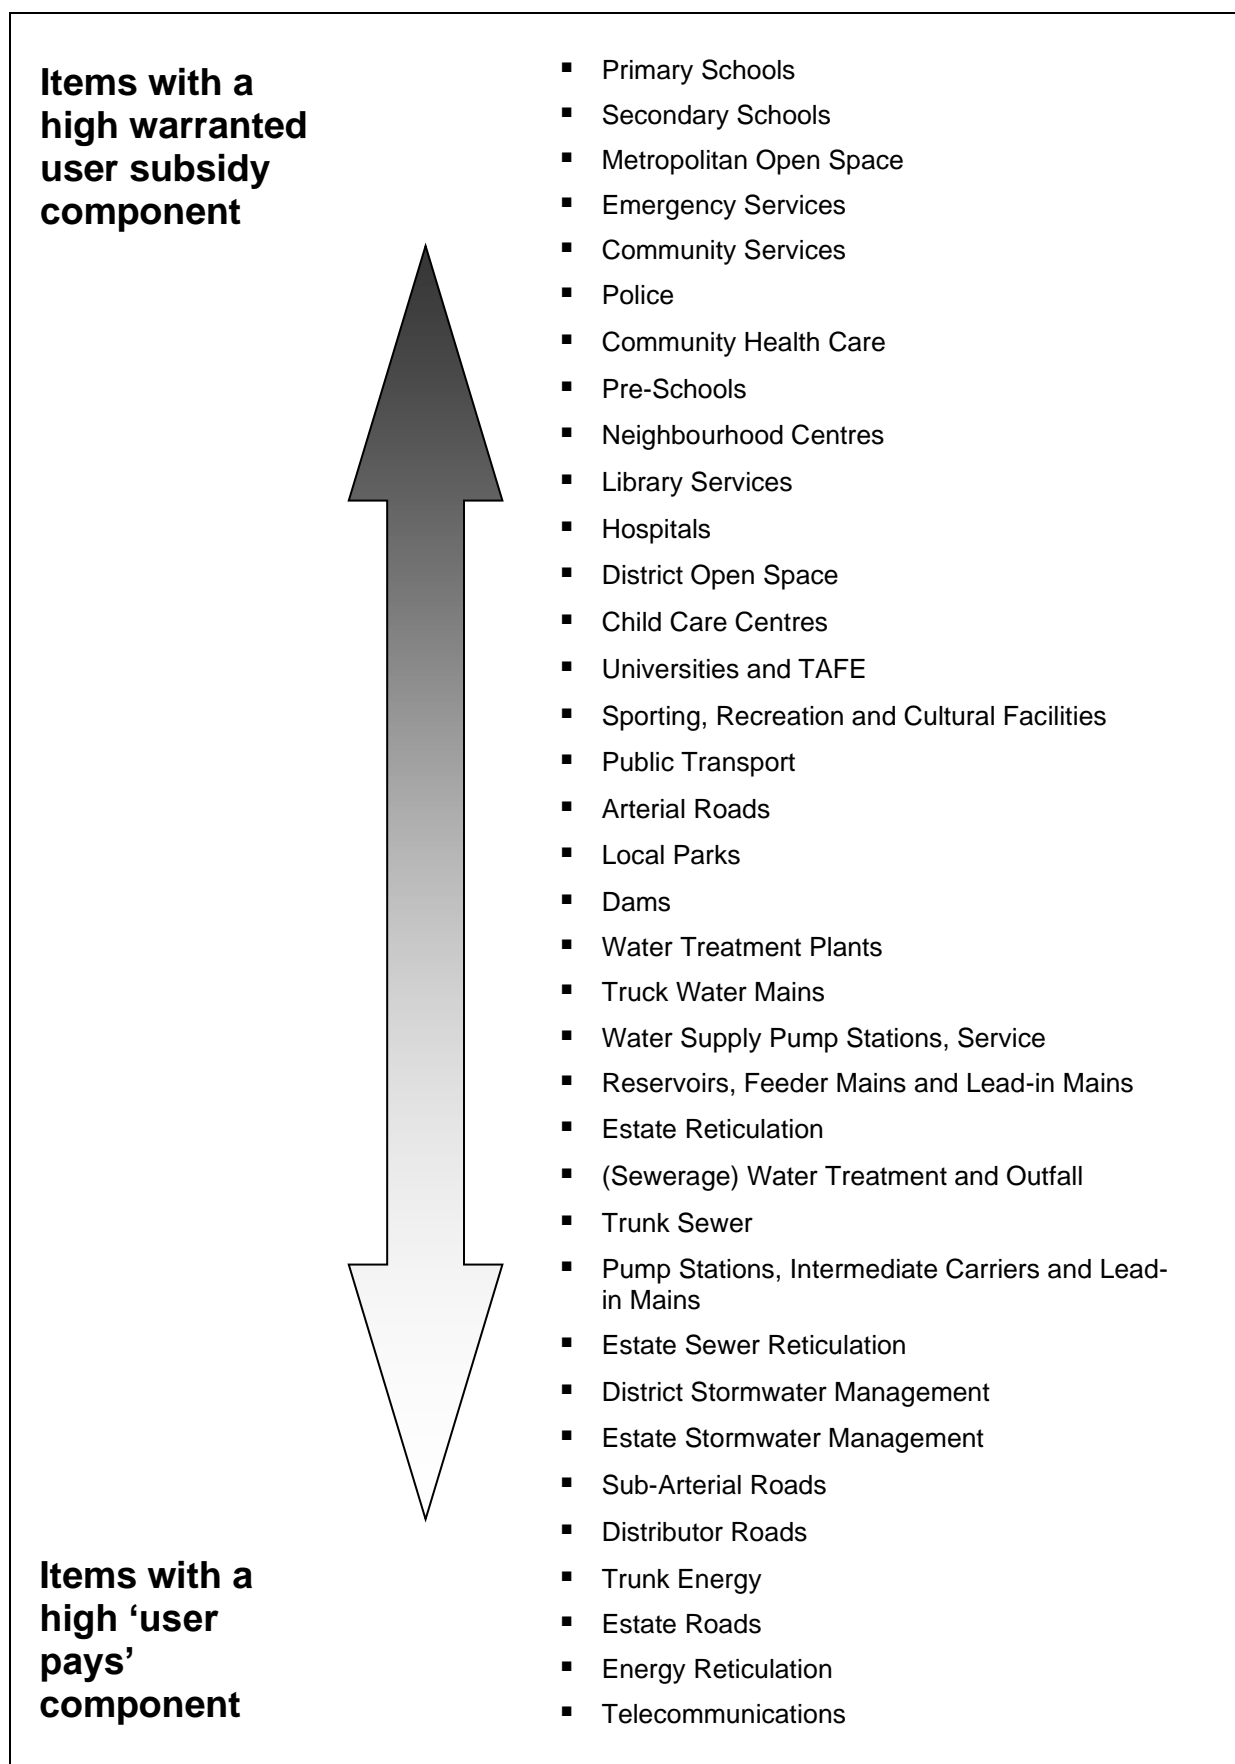 Items with a
high warranted
user subsidy
component
▪ Primary Schools
▪ Secondary Schools
▪ Metropolitan Open Space
▪ Emergency Services
▪ Community Services
▪ Police
▪ Community Health Care
▪ Pre-Schools
▪ Neighbourhood Centres
▪ Library Services
▪ Hospitals
▪ District Open Space
▪ Child Care Centres
▪ Universities and TAFE
▪ Sporting, Recreation and Cultural Facilities
▪ Public Transport
▪ Arterial Roads
▪ Local Parks
▪ Dams
▪ Water Treatment Plants
▪ Truck Water Mains
▪ Water Supply Pump Stations, Service
▪ Reservoirs, Feeder Mains and Lead-in Mains
▪ Estate Reticulation
▪ (Sewerage) Water Treatment and Outfall
▪ Trunk Sewer
▪ Pump Stations, Intermediate Carriers and Lead-
in Mains
▪ Estate Sewer Reticulation
▪ District Stormwater Management
▪ Estate Stormwater Management
▪ Sub-Arterial Roads
▪ Distributor Roads
▪ Trunk Energy
▪ Estate Roads
▪ Energy Reticulation
▪ Telecommunications
Items with a
high ‘user
pays’
component